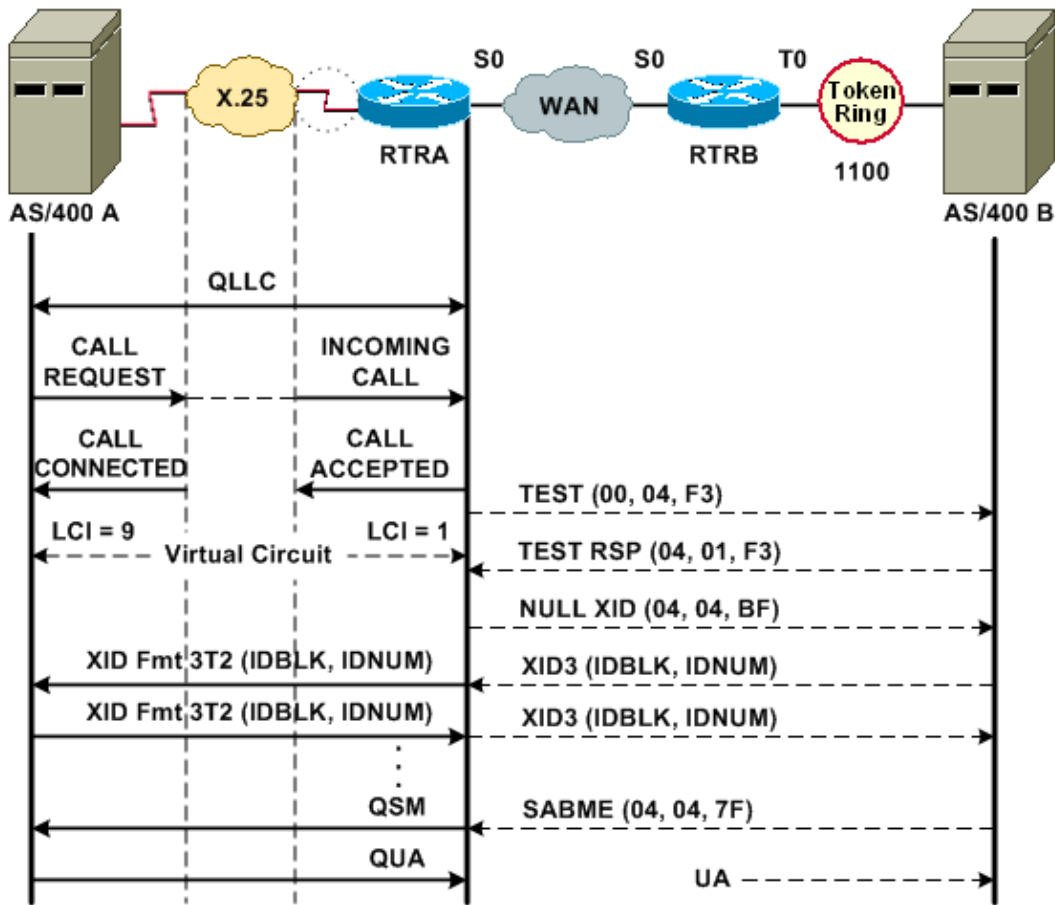 X.25
S0
WAN
S0
T0
Token
Ring
RTRA
RTRB
1100
AS/400 A
AS/400 B
QLLC
CALL
REQUEST
INCOMING
CALL
CALL
CONNECTED
CALL
ACCEPTED
TEST (00, 04, F3)
LCI = 9
LCI = 1
Virtual Circuit
TEST RSP (04, 01, F3)
NULL XID (04, 04, BF)
XID Fmt 3T2 (IDBLK, IDNUM)
XID3 (IDBLK, IDNUM)
XID Fmt 3T2 (IDBLK, IDNUM)
XID3 (IDBLK, IDNUM)
QSM
SABME (04, 04, 7F)
QUA
UA